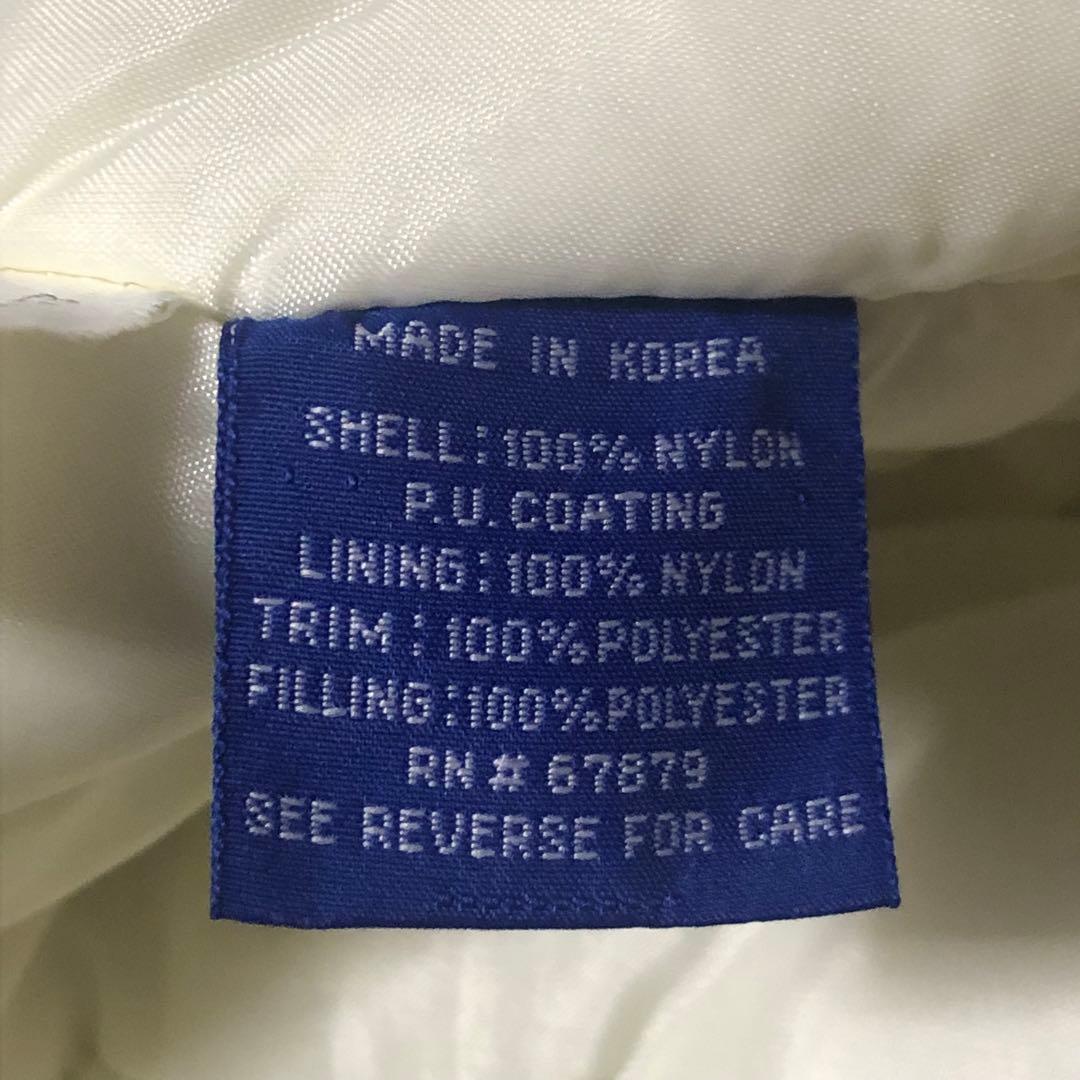 MADE IN KOREA
SHELL: 100% NYLON
P.U. COATING
LINING: 100% NYLON
TRIM: 100% POLYESTER
FILLING: 100% POLYESTER
RN # 67879
SEE REVERSE FOR CARE